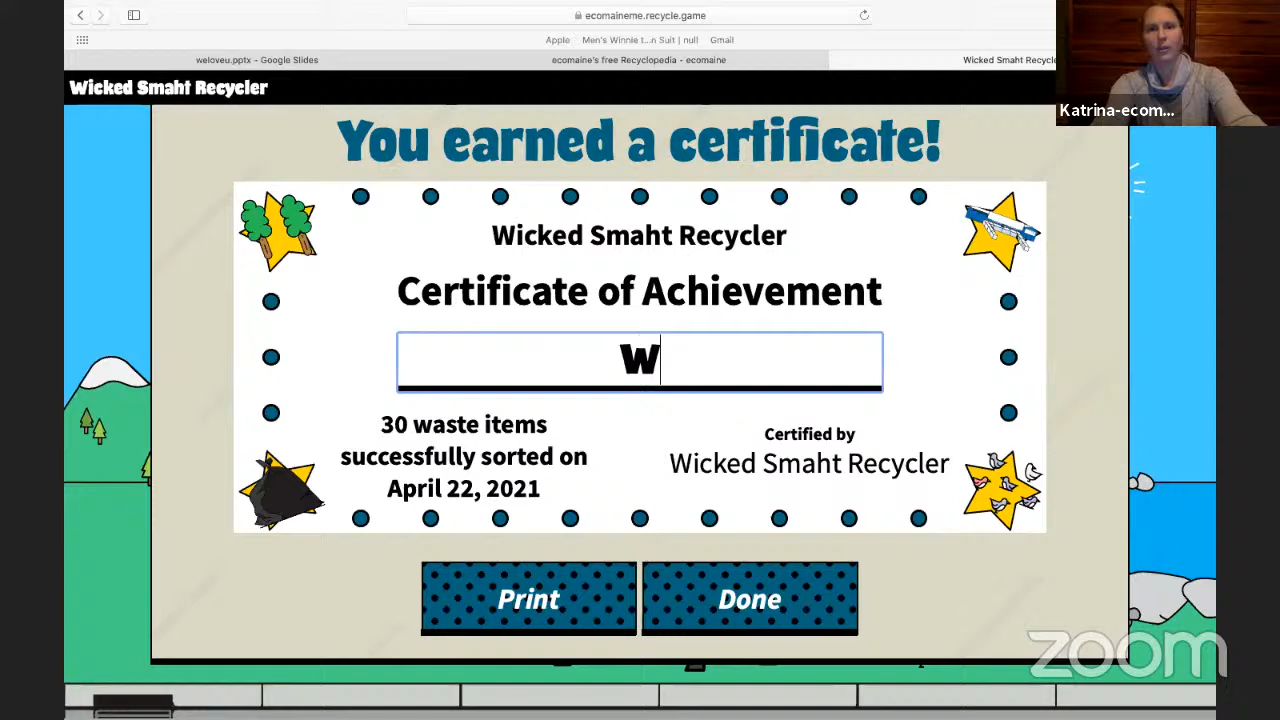 ecomaineme.recycle.game
Apple
Men's Winnie t...n Suit | null
Gmail
weloveu.pptx - Google Slides
ecomaine's free Recyclopedia - ecomaine
Wicked Smaht Recycle
Katrina-ecom...
Wicked Smaht Recycler
You earned a certificate!
Wicked Smaht Recycler
Certificate of Achievement
W
30 waste items
successfully sorted on
April 22, 2021
Certified by
Wicked Smaht Recycler
Print
Done
zoom